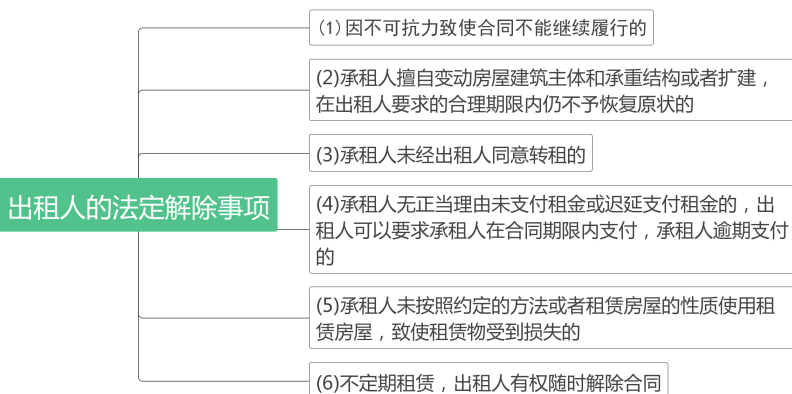 出租人的法定解除事项
(1)因不可抗力致使合同不能继续履行的
(2)承租人擅自变动房屋建筑主体和承重结构或者扩建，
在出租人要求的合理期限内仍不予恢复原状的
(3)承租人未经出租人同意转租的
(4)承租人无正当理由未支付租金或迟延支付租金的，出
租人可以要求承租人在合同期限内支付，承租人逾期支付
的
(5)承租人未按照约定的方法或者租赁房屋的性质使用租
赁房屋，致使租赁物受到损失的
(6)不定期租赁，出租人有权随时解除合同